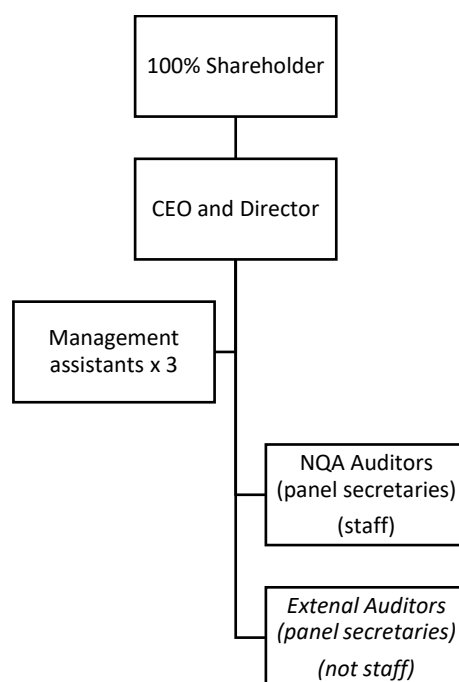 100% Shareholder
CEO and Director
Management
assistants x 3
NQA Auditors
(panel secretaries)
(staff)
Extenal Auditors
(panel secretaries)
(not staff)